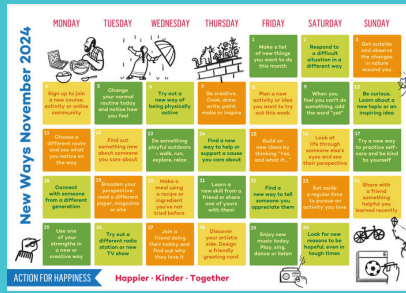 New Ways November 2024
MONDAY TUESDAY WEDNESDAY THURSDAY FRIDAY SATURDAY SUNDAY
1
Make a list
of new things
you want to do
this month
2
Respond to
a difficult
situation in a
different way
3
Get outside
and observe
the changes
in nature
around you
4
Sign up to join
a new course,
activity or online
community
5
Change
your normal
routine today
and notice how
you feel
6
Try out a
new way of
being physically
active
7
Be creative.
Cook, draw,
write, paint,
make or inspire
8
Plan a new
activity or idea
you want to try
out this week
9
When you
feel you can't do
something, add
the word "yet"
10
Be curious.
Learn about a
new topic or an
inspiring idea
11
Choose a
different route
and see what
you notice on
the way
12
Find out
something new
about someone
you care about
13
Do something
playful outdoors
- walk, run,
explore, relax
14
Find a new
way to help or
support a cause
you care about
15
Build on
new ideas by
thinking "Yes,
and what if..."
16
Look at
life through
someone else's
eyes and see
their perspective
17
Try a new way
to practice self-
care and be kind
to yourself
18
Connect
with someone
from a different
generation
19
Broaden your
perspective:
read a different
paper, magazine
or site
20
Make a
meal using
a recipe or
ingredient
you've not
tried before
21
Learn a
new skill from a
friend or share
one of yours
with them
22
Find a
new way to tell
someone you
appreciate them
23
Set aside
a regular time
to pursue an
activity you love
24
Share with
a friend
something
helpful you
learned recently
25
Use one
of your
strengths in
a new or
creative way
26
Try out a
different radio
station or new
TV show
27
Join a
friend doing
their hobby and
find out why
they love it
28
Discover
your artistic
side. Design
a friendly
greeting card
29
Enjoy new
music today.
Play, sing,
dance or listen
30
Look for new
reasons to be
hopeful, even in
tough times
ACTION FOR HAPPINESS
Happier · Kinder · Together